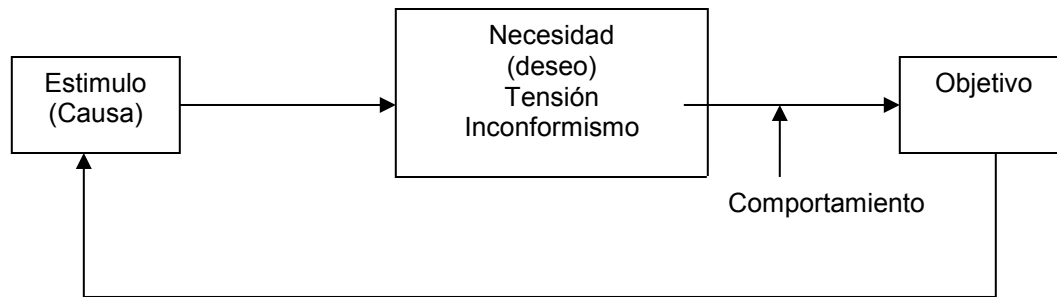 Estimulo
(Causa)
Necesidad
(deseo)
Tensión
Inconformismo
Objetivo
Comportamiento